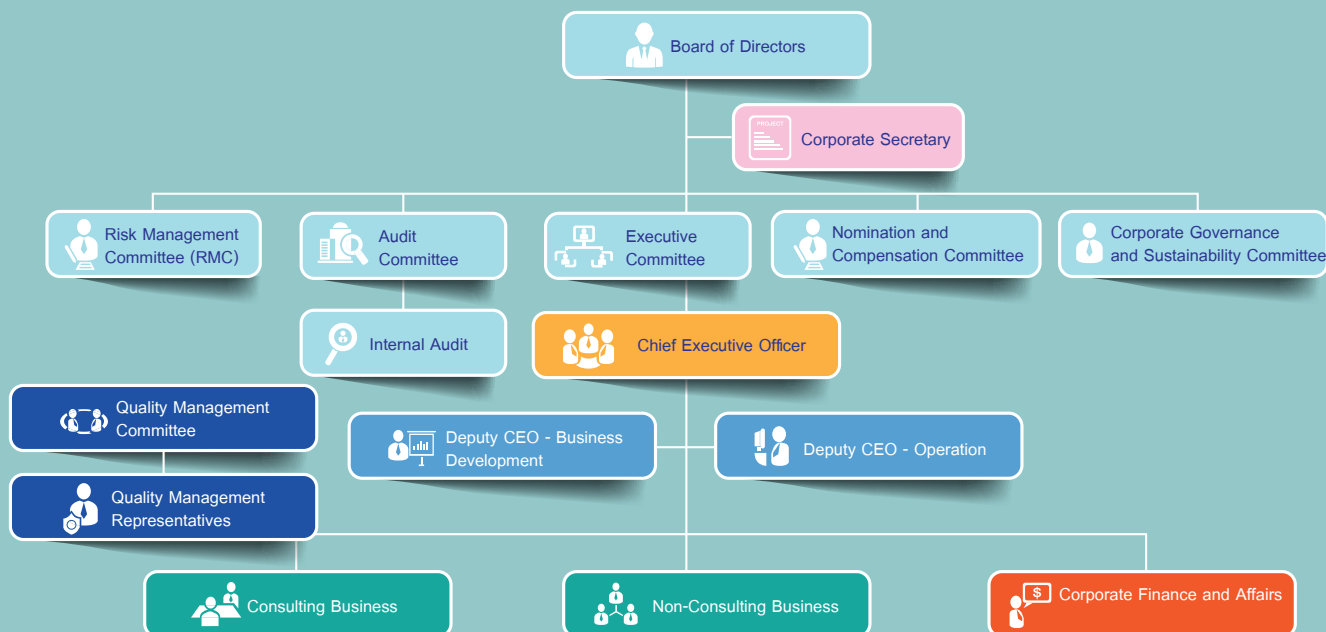 Board of Directors
PROJECT
Corporate Secretary
Risk Management
Committee (RMC)
Audit
Committee
Executive
Committee
Nomination and
Compensation Committee
Corporate Governance
and Sustainability Committee
Internal Audit
Chief Executive Officer
Quality Management
Committee
Deputy CEO - Business
Development
Deputy CEO - Operation
Quality Management
Representatives
Consulting Business
Non-Consulting Business
$
Corporate Finance and Affairs